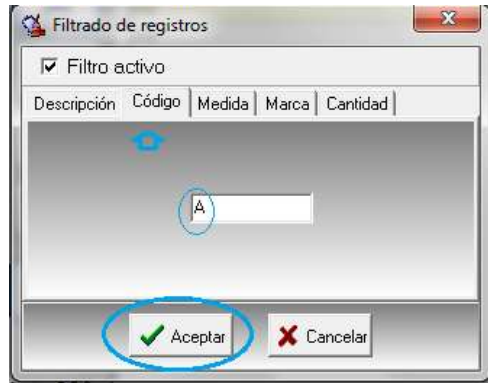 Filtrado de registros
Filtro activo
Descripción Código Medida Marca Cantidad
A
Aceptar Cancelar